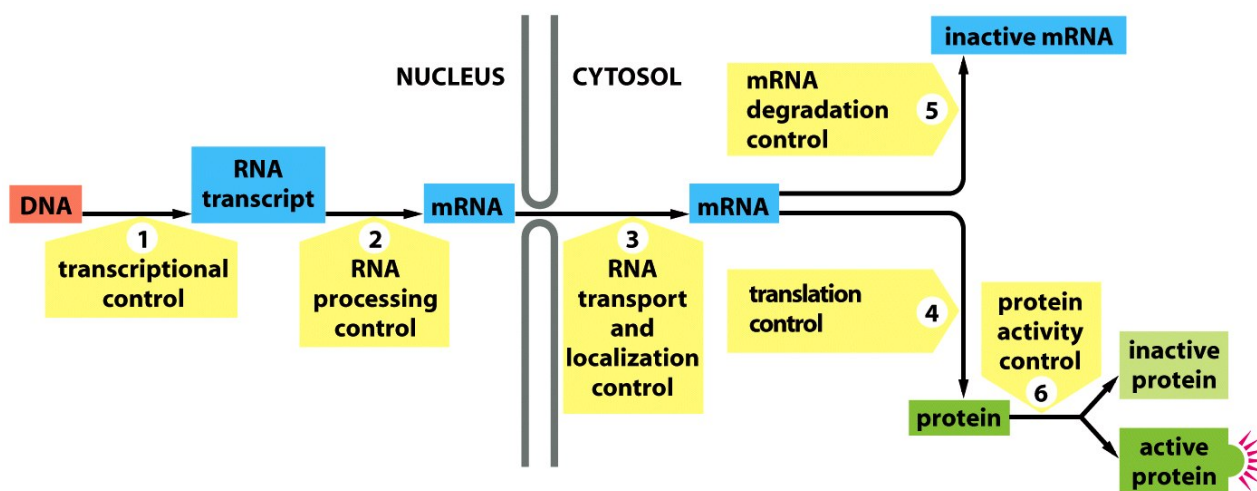 NUCLEUS
CYTOSOL
DNA
1
transcriptional
control
RNA
transcript
2
RNA
processing
control
mRNA
3
RNA
transport
and
localization
control
mRNA
inactive mRNA
mRNA
degradation
control
5
translation
control
4
protein
protein
activity
control
6
inactive
protein
active
protein